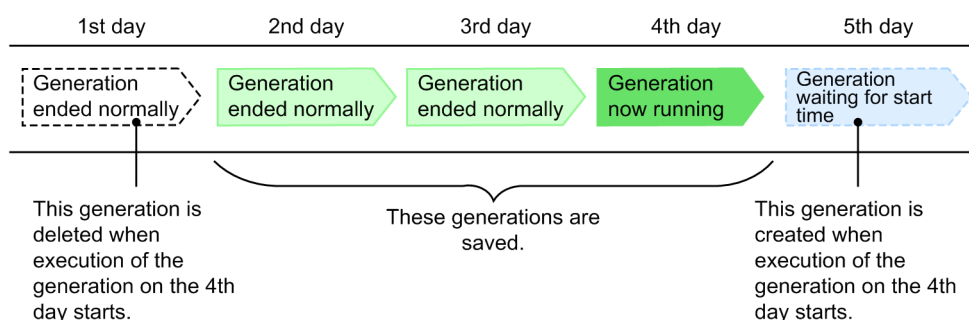 1st day
2nd day
3rd day
4th day
5th day
Generation
ended normally
Generation
ended normally
Generation
ended normally
Generation
now running
Generation
waiting for start
time
This generation is
deleted when
execution of the
generation on the 4th
day starts.
These generations are
saved.
This generation is
created when
execution of the
generation on the 4th
day starts.